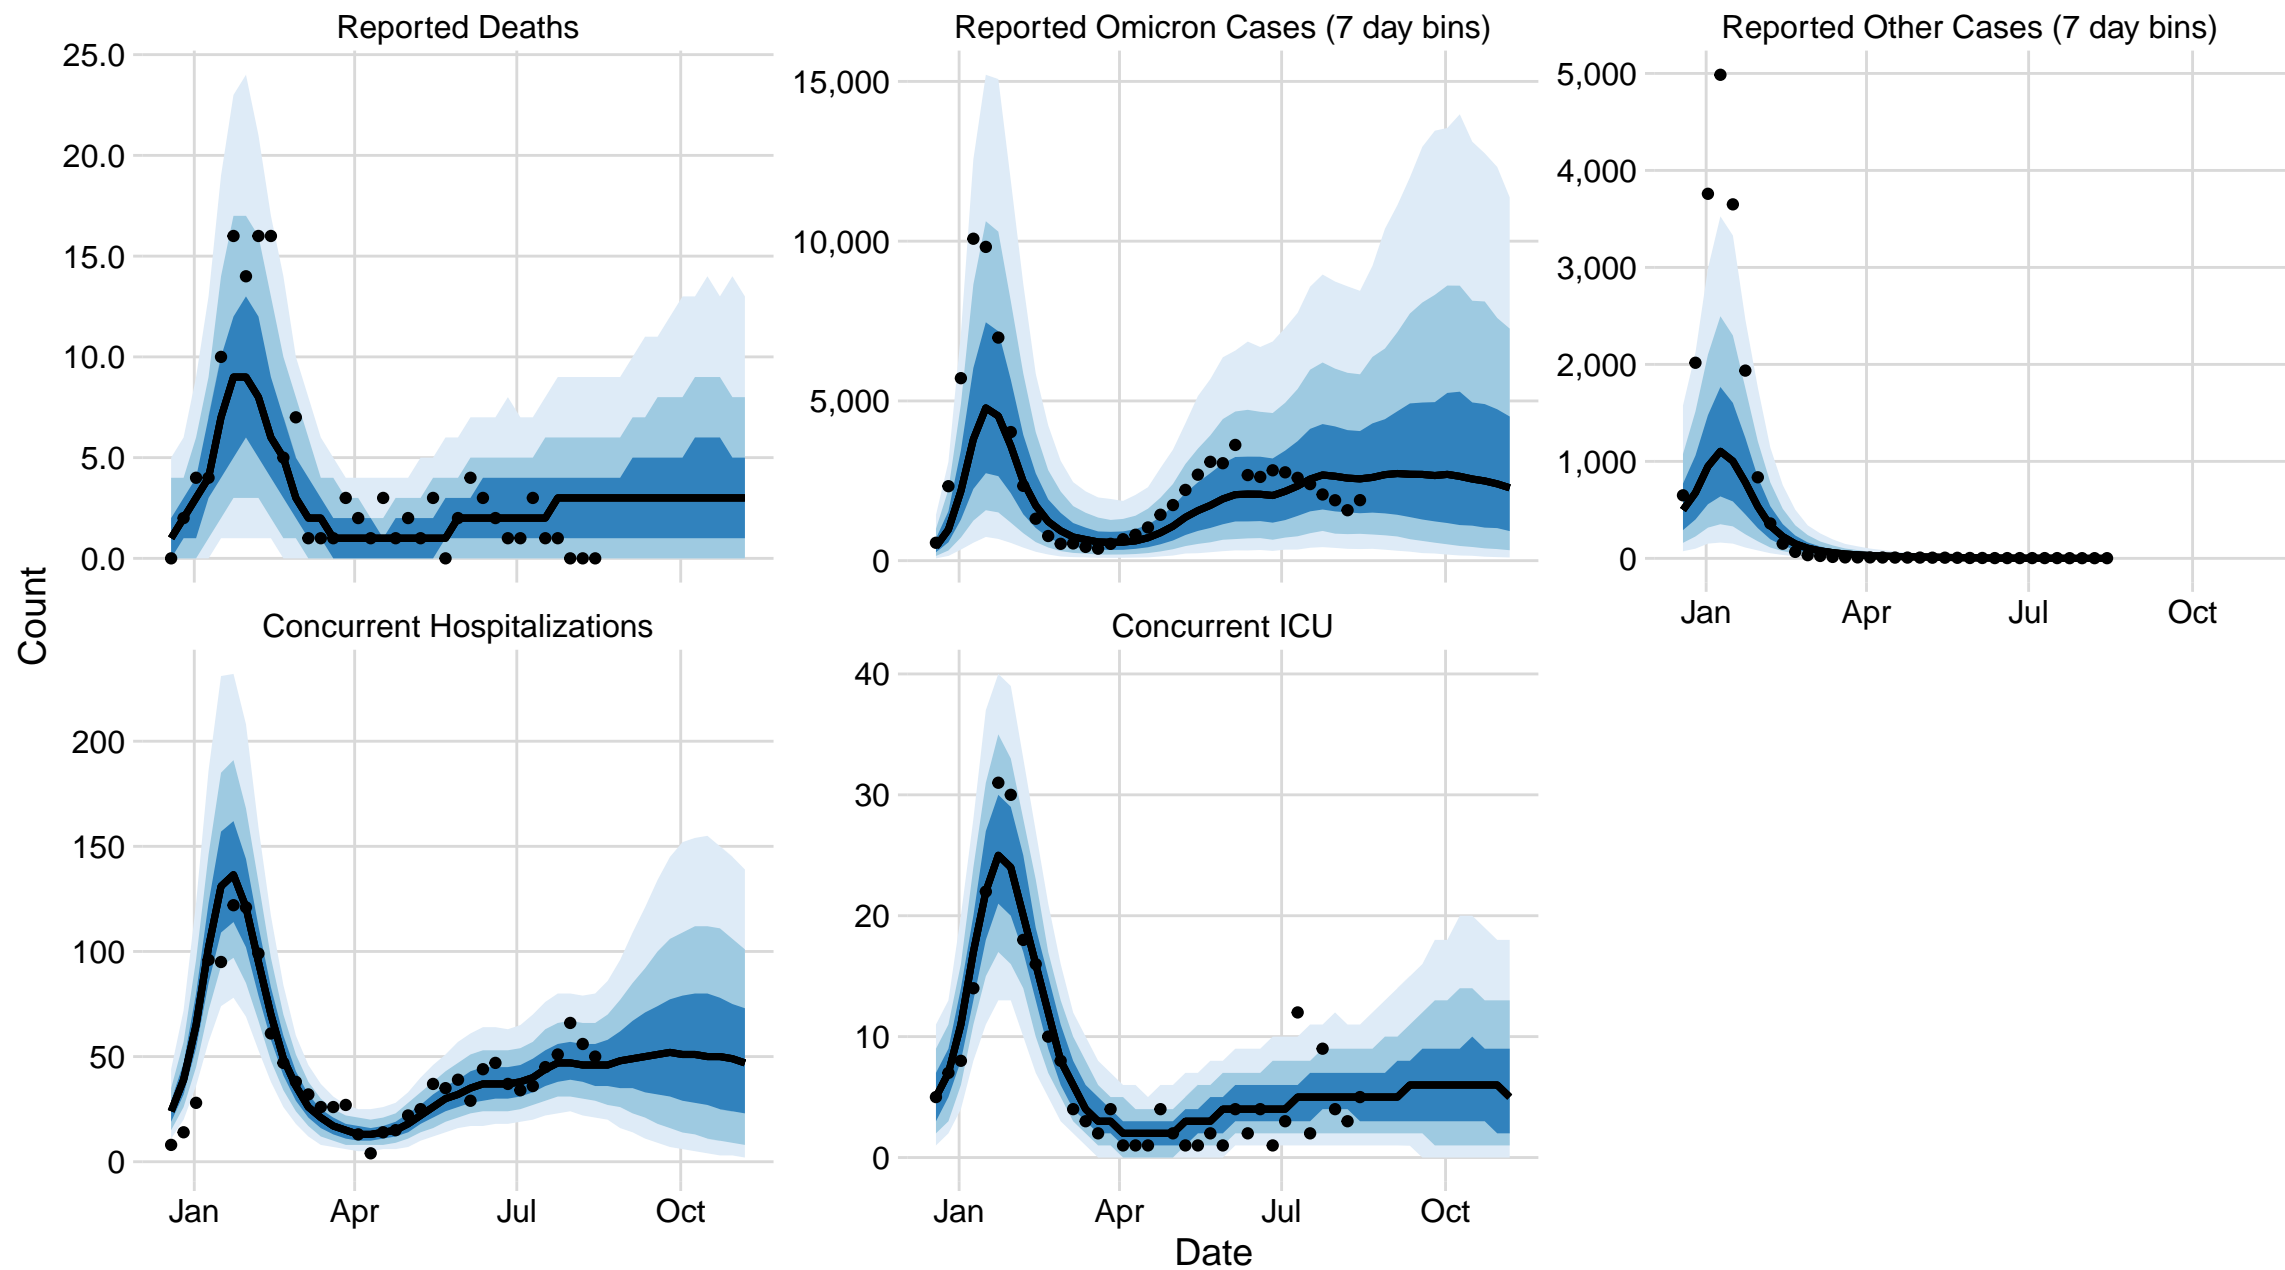 Reported Deaths
Reported Omicron Cases (7 day bins)
Reported Other Cases (7 day bins)
25.0
20.0
15.0
10.0
5.0
0.0
15,000
10,000
5,000
0
5,000
4,000
3,000
2,000
1,000
0
Jan Apr Jul Oct
Count
Concurrent Hospitalizations
Concurrent ICU
200
150
100
50
0
40
30
20
10
0
Jan Apr Jul Oct
Jan Apr Jul Oct
Date